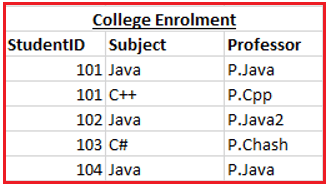 College Enrolment
StudentID Subject Professor
101 Java P.Java
101 C++ P.Cpp
102 Java P.Java2
103 C# P.Chash
104 Java P.Java